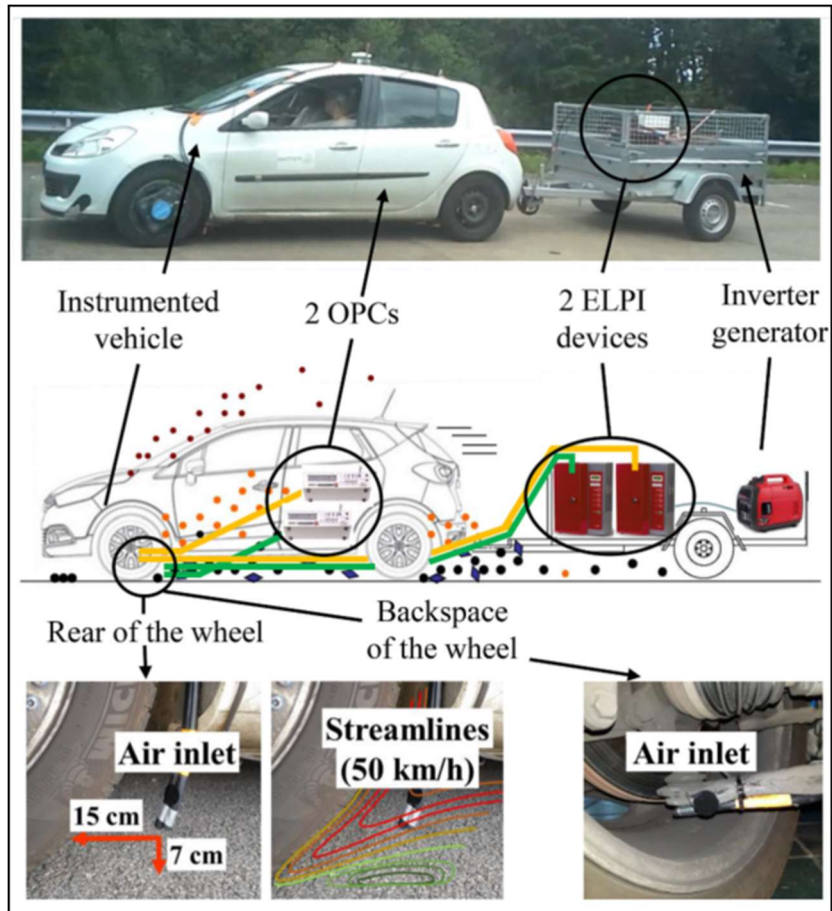 Instrumented
vehicle
2 OPCs
2 ELPI
devices
Inverter
generator
Rear of the wheel
Backspace
of the wheel
Air inlet
15 cm
7 cm
Streamlines
(50 km/h)
Air inlet